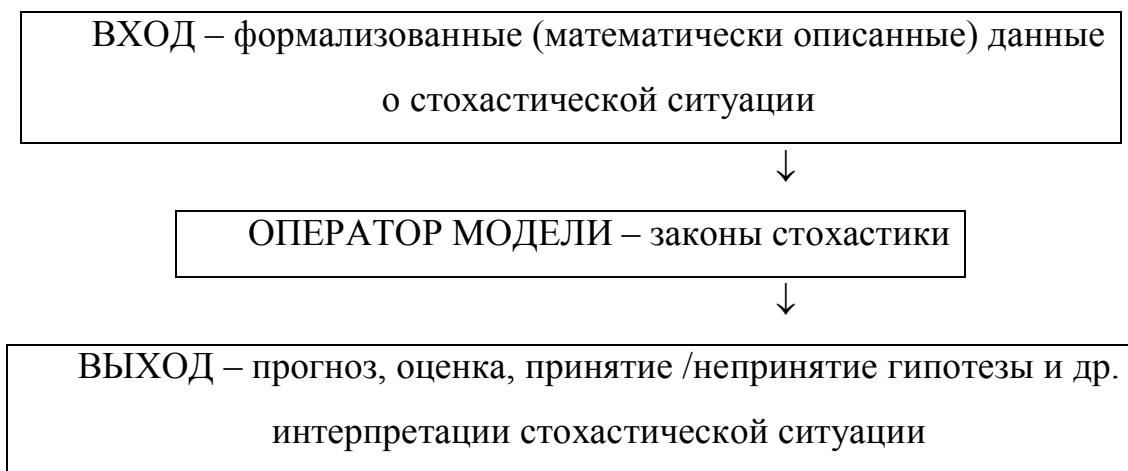 ВХОД – формализованные (математически описанные) данные
о стохастической ситуации
↓
ОПЕРАТОР МОДЕЛИ – законы стохастики
↓
ВЫХОД – прогноз, оценка, принятие /непринятие гипотезы и др.
интерпретации стохастической ситуации